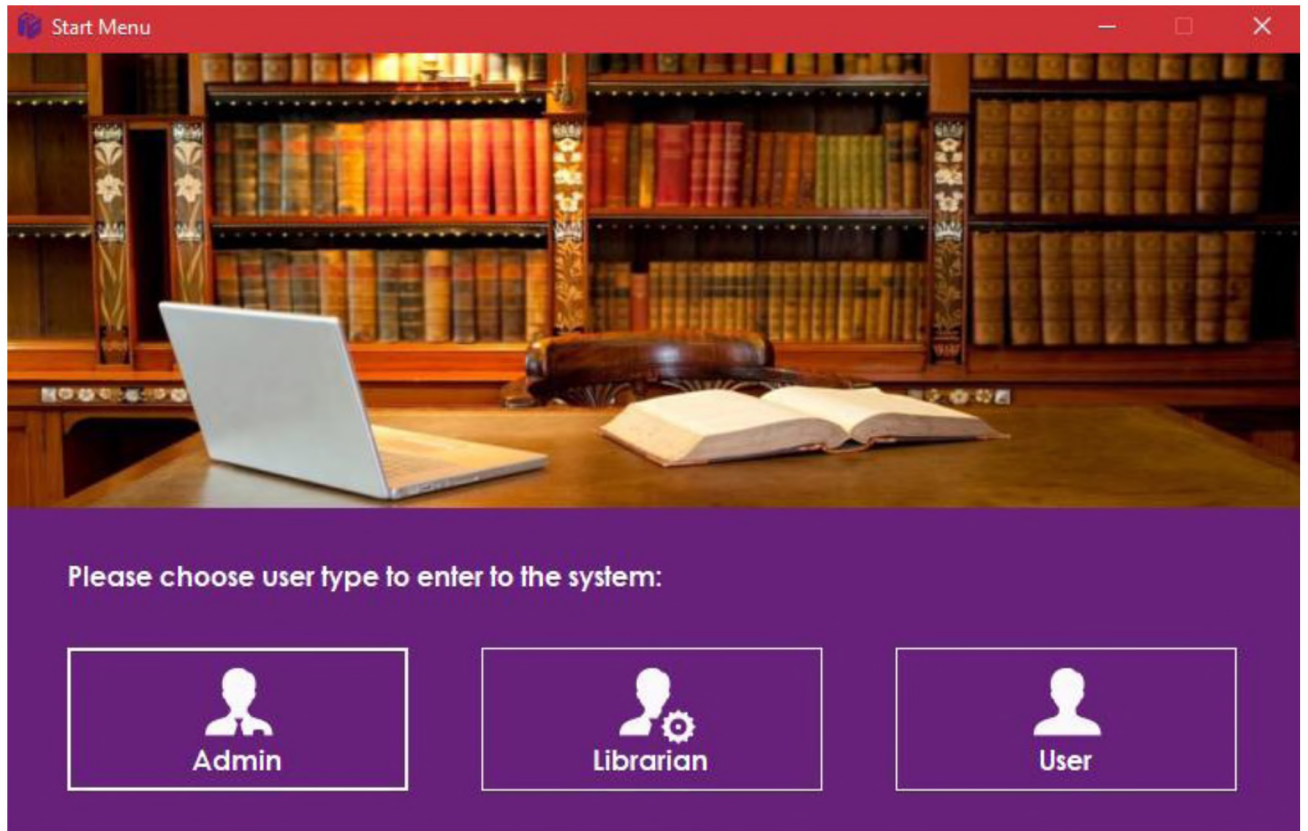 Start Menu
Please choose user type to enter to the system:
Admin
Librarian
User